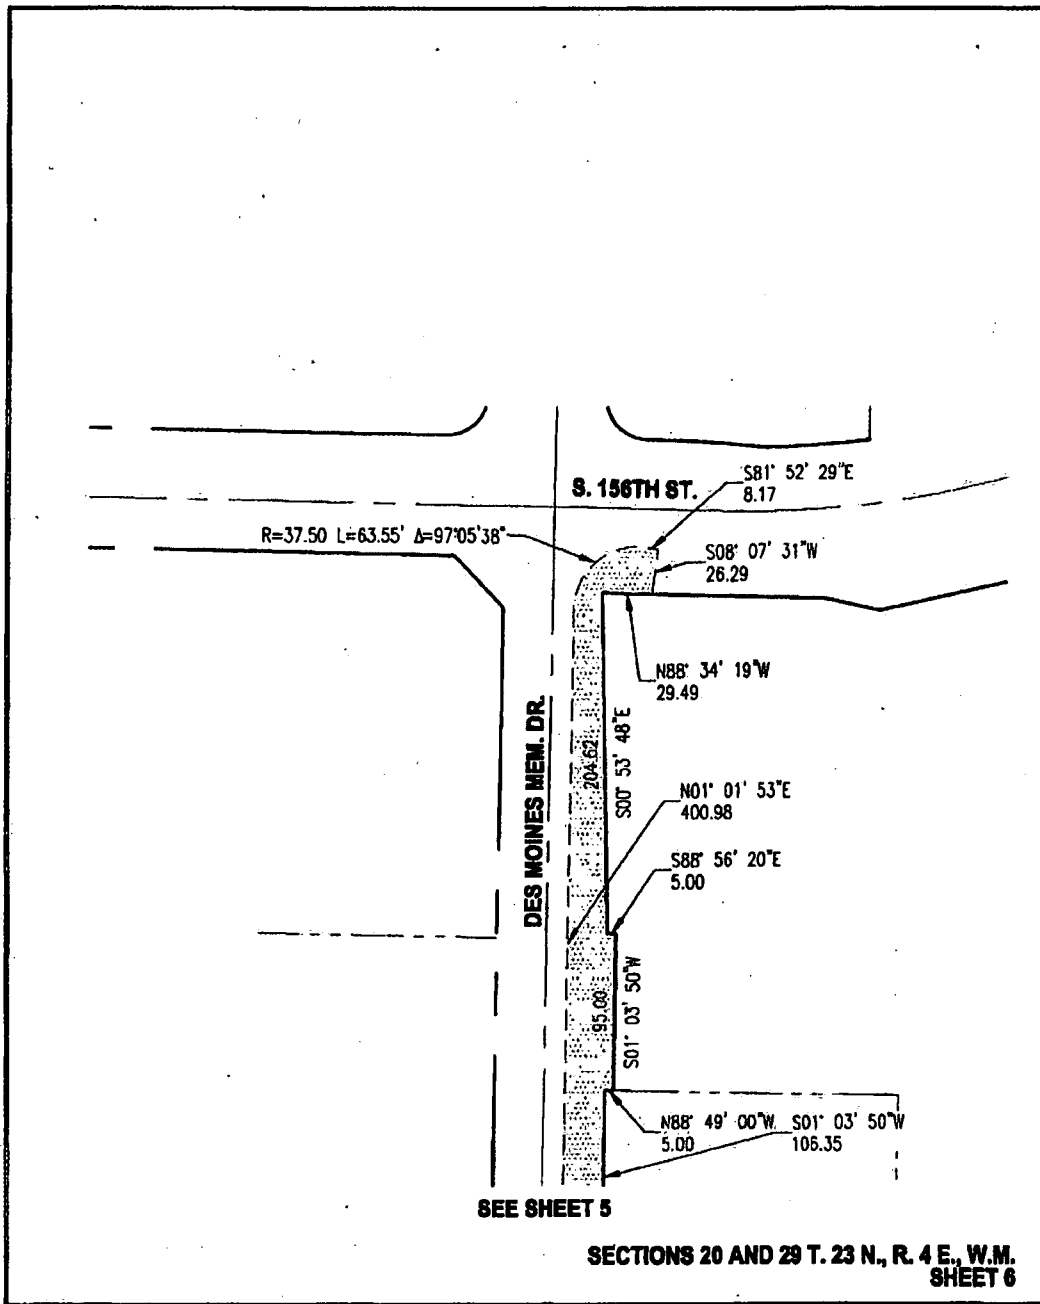 S81° 52' 29"E
8.17
S. 156TH ST.
R=37.50 L=63.55' Δ=97°05'38"
S08° 07' 31"W
26.29
N88° 34' 19"W
29.49
DES MOINES MEM. DR.
204.62
S00° 53' 48"E
N01° 01' 53"E
400.98
S88° 56' 20"E
5.00
95.00
S01° 03' 50"W
N88° 49' 00"W
5.00
S01° 03' 50"W
106.35
SEE SHEET 5
SECTIONS 20 AND 29 T. 23 N., R. 4 E., W.M.
SHEET 6